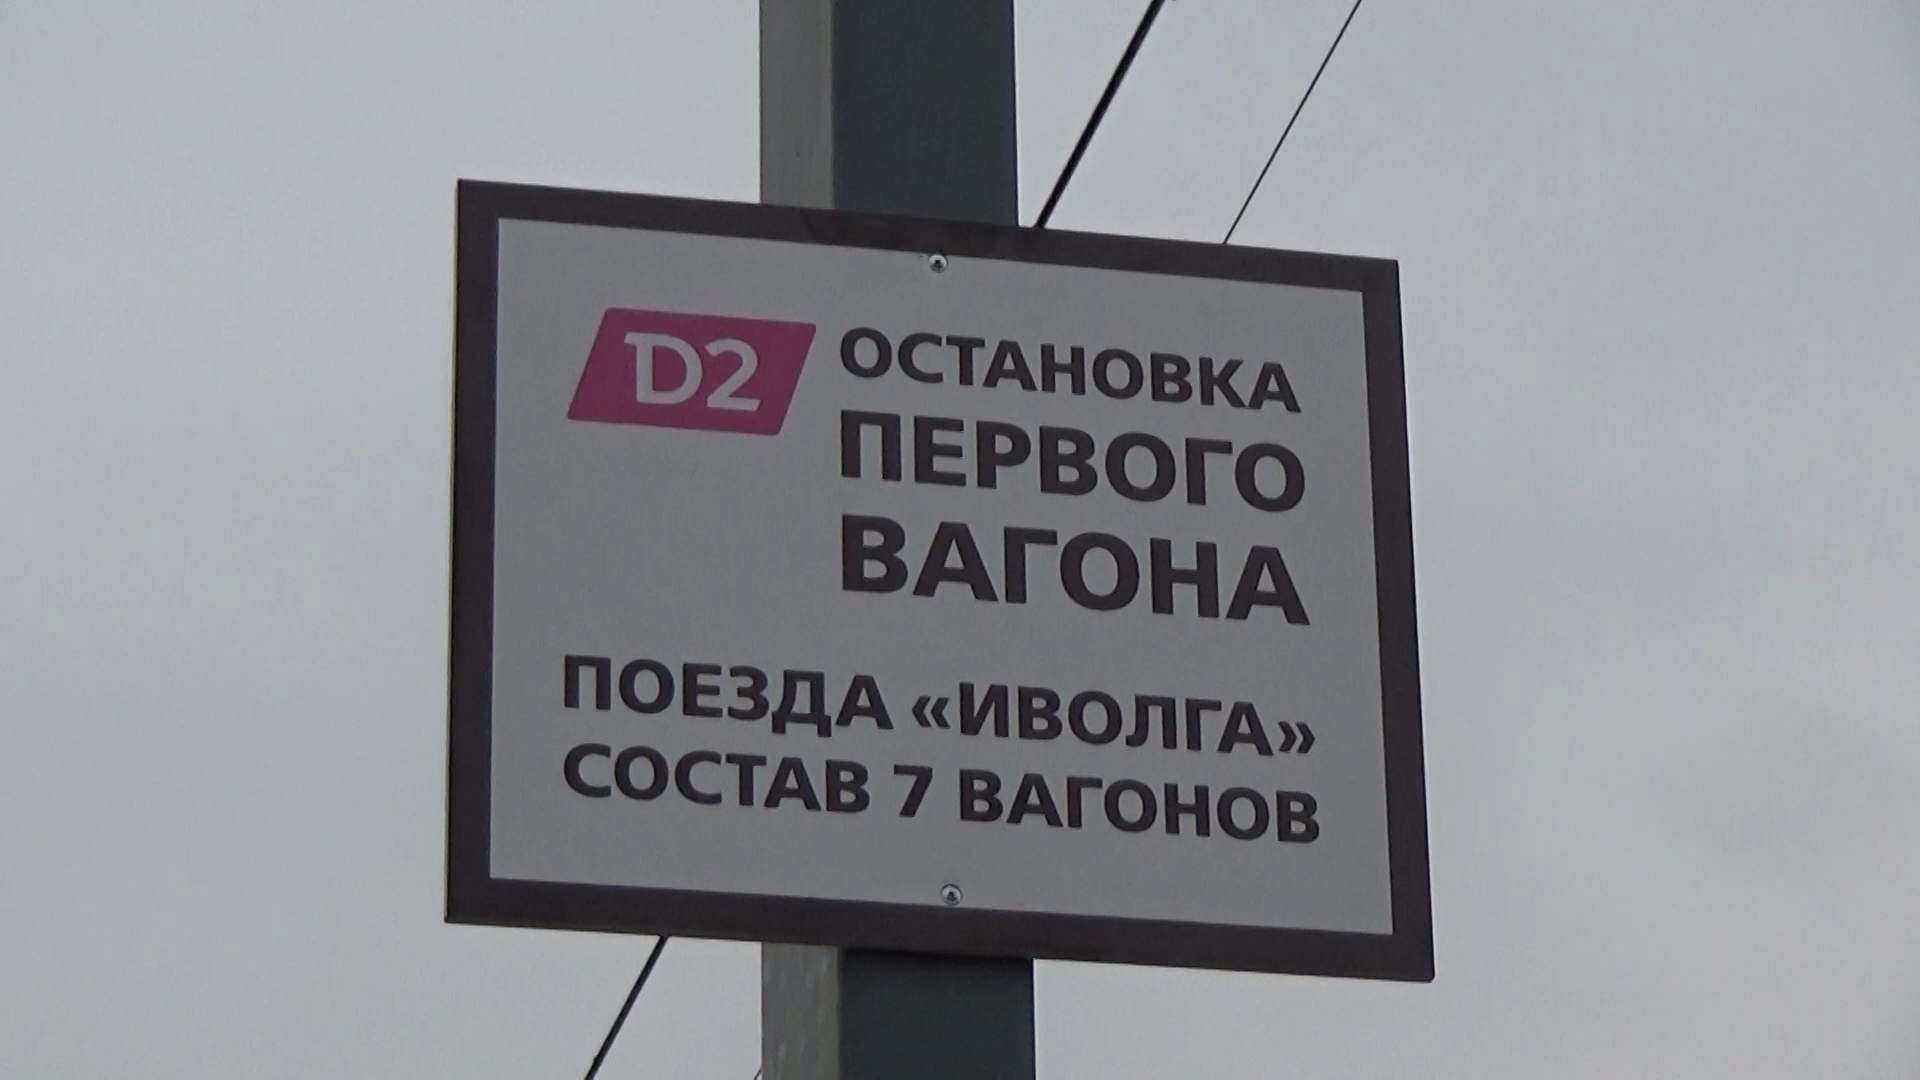 D2
ОСТАНОВКА
ПЕРВОГО
ВАГОНА
ПОЕЗДА «ИВОЛГА»
СОСТАВ 7 ВАГОНОВ